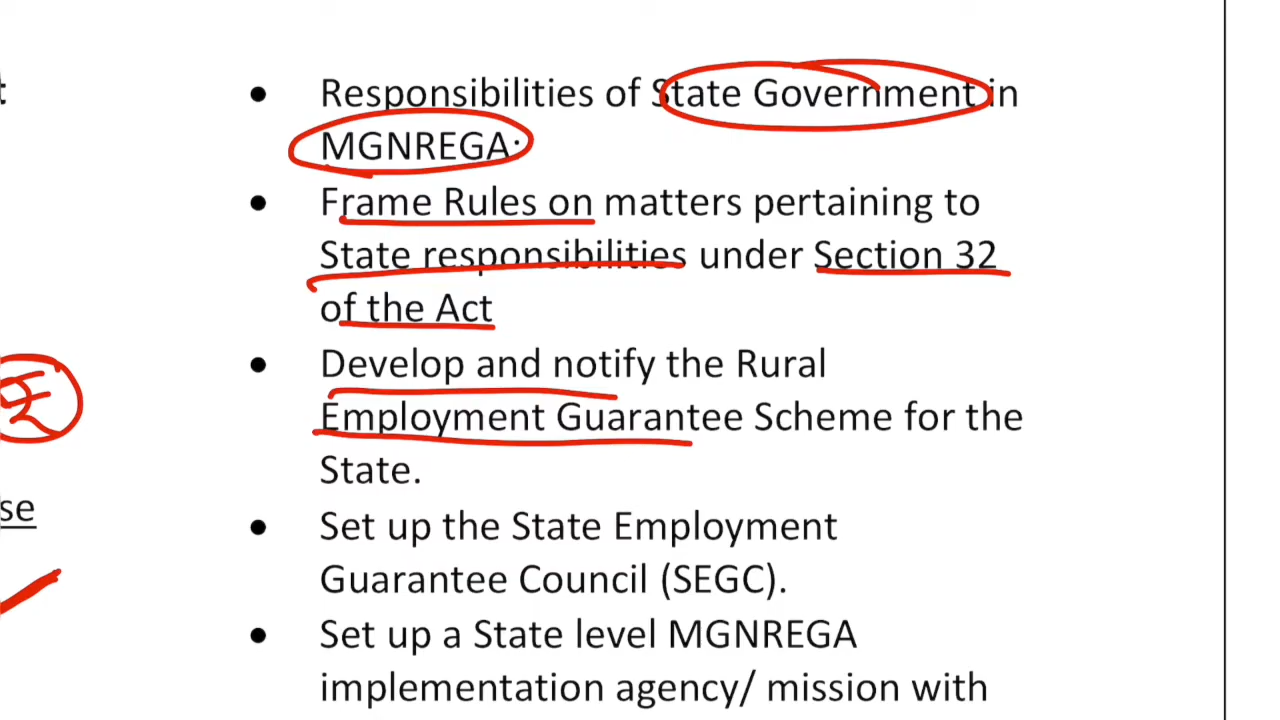 t
• Responsibilities of State Government in
MGNREGA:
• Frame Rules on matters pertaining to
State responsibilities under Section 32
of the Act
• Develop and notify the Rural
Employment Guarantee Scheme for the
State.
₹
se
• Set up the State Employment
Guarantee Council (SEGC).
• Set up a State level MGNREGA
implementation agency/ mission with